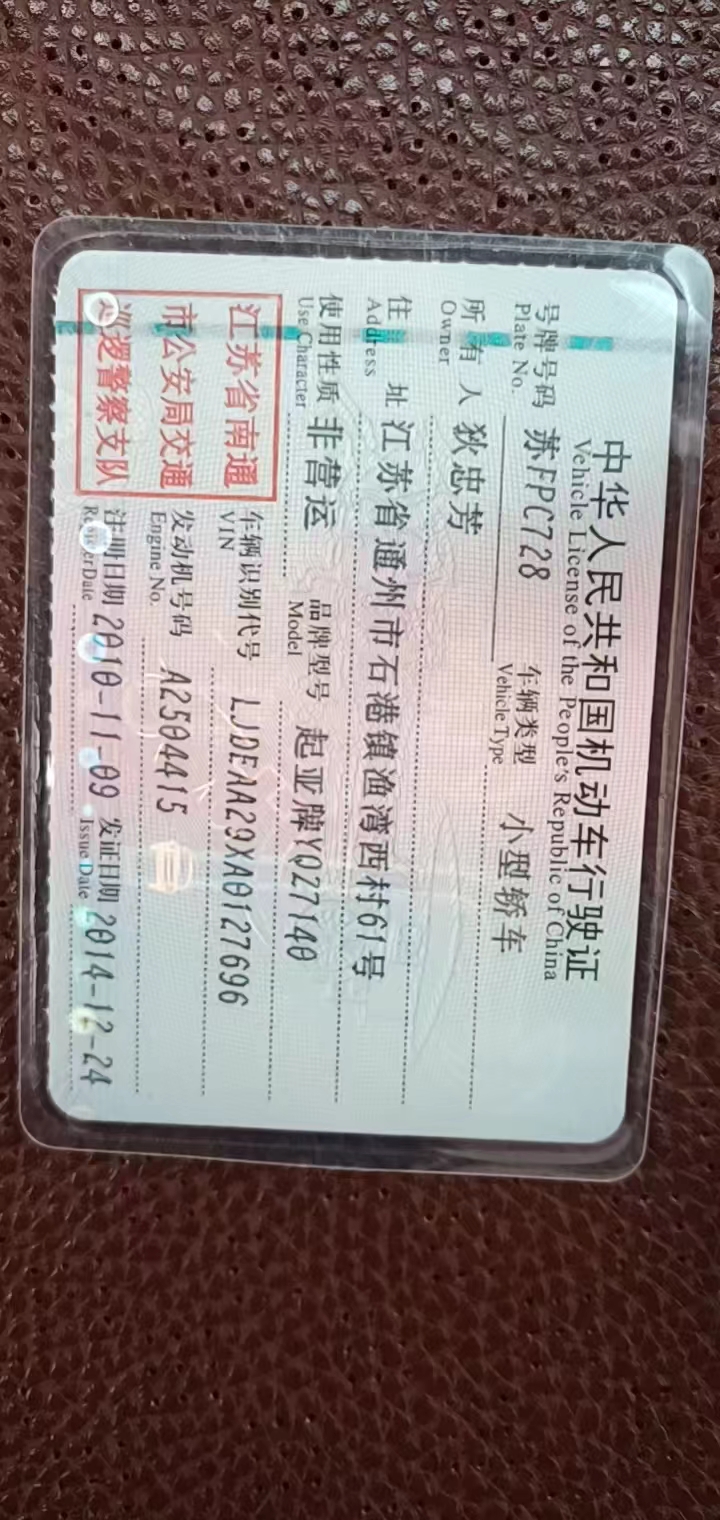 中华人民共和国机动车行驶证
Vehicle License of the People's Republic of China
号牌号码 苏FPC728 车辆类型 小型轿车
Plate No. Vehicle Type
所有人 狄忠芳
Owner
住址 江苏省通州市石港镇渔湾西村61号
Address
使用性质 非营运 品牌型号 起亚牌YQZ7140
Use Character Model
江苏省南通
市公安局交通
巡逻警察支队
车辆识别代号 LJDEAA29XA0127696
VIN
发动机号码 A2504415
Engine No.
注册日期 2010-11-09 发证日期 2014-12-24
Register Date Issue Date